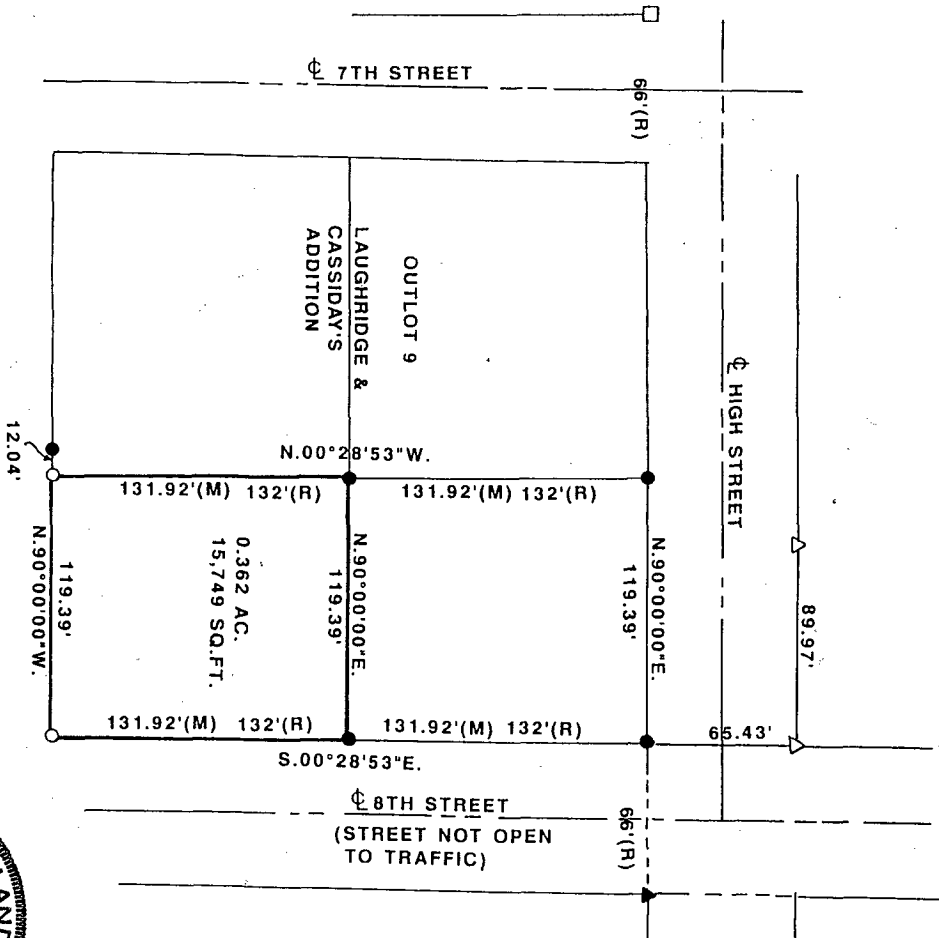 ℄ 7TH STREET
66'(R)
OUTLOT 9
LAUGHRIDGE &
CASSIDAY'S
ADDITION
℄ HIGH STREET
12.04'
N.00°28'53"W.
131.92'(M) 132'(R)
131.92'(M) 132'(R)
N.90°00'00"W.
119.39'
0.362 AC.
15,749 SQ.FT.
N.90°00'00"E.
119.39'
N.90°00'00"E.
119.39'
89.97'
131.92'(M) 132'(R)
131.92'(M) 132'(R)
65.43'
S.00°28'53"E.
℄ 8TH STREET
(STREET NOT OPEN
TO TRAFFIC)
66'(R)
LAND